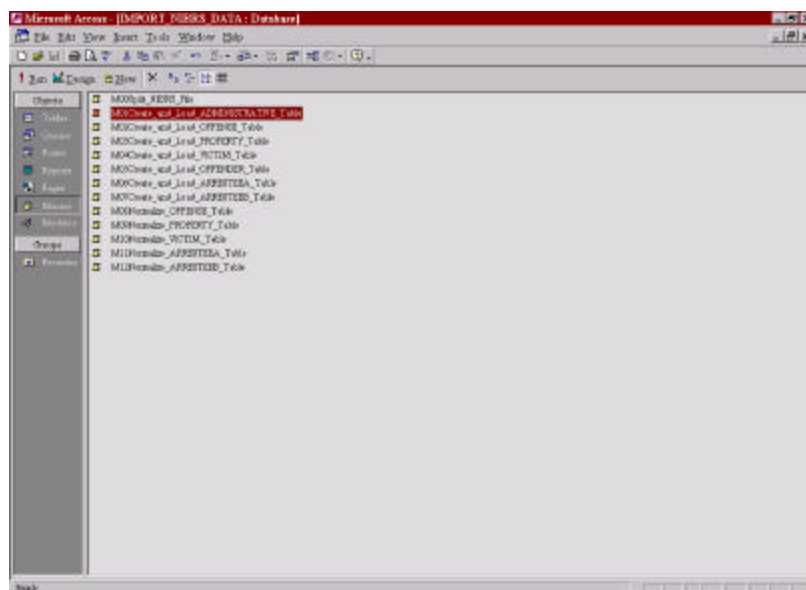 Microsoft Access - [IMPORT_NIBRS_DATA : Database]
File Edit View Insert Tools Window Help
Run Design New
Objects
Tables
Queries
Forms
Reports
Pages
Macros
Modules
Groups
Favorites
M00Split_NIBRS_File
M01Create_and_Load_ADMINISTRATIVE_Table
M02Create_and_Load_OFFENSE_Table
M03Create_and_Load_PROPERTY_Table
M04Create_and_Load_VICTIM_Table
M05Create_and_Load_OFFENDER_Table
M06Create_and_Load_ARRESTEEA_Table
M07Create_and_Load_ARRESTEEB_Table
M08Normalize_OFFENSE_Table
M09Normalize_PROPERTY_Table
M10Normalize_VICTIM_Table
M11Normalize_ARRESTEEA_Table
M12Normalize_ARRESTEEB_Table
Ready